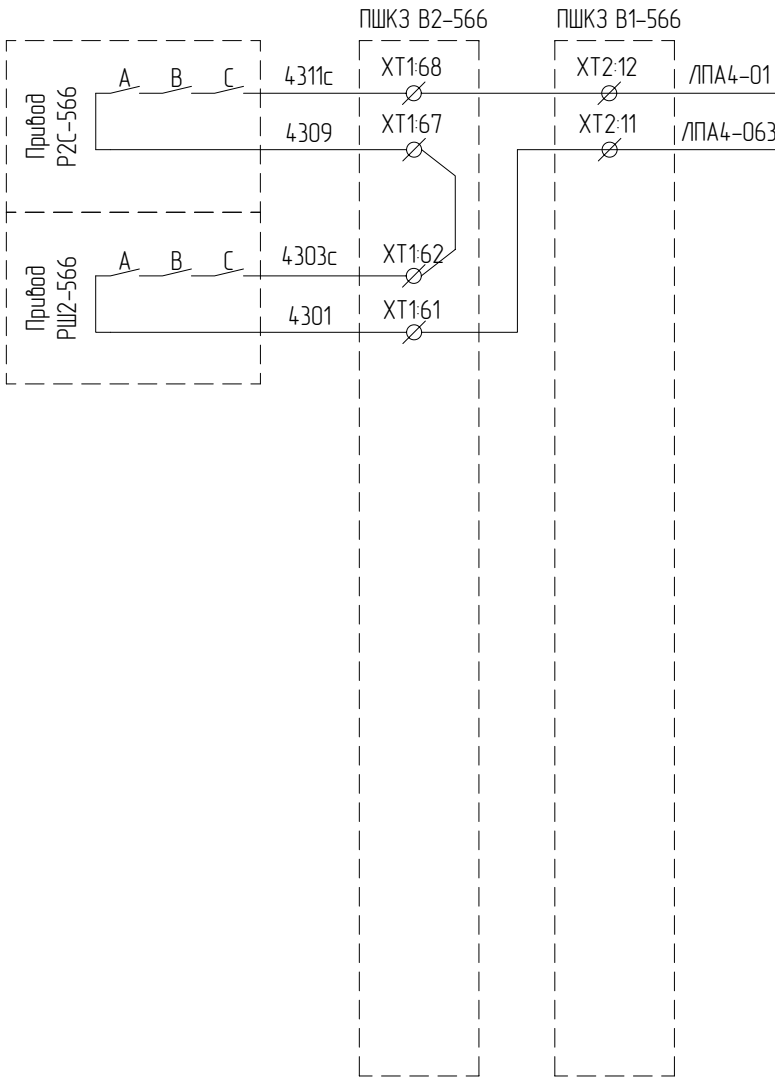 ПШКЗ В2-566
ПШКЗ В1-566
Привод
Р2С-566
А В С
4311с
ХТ1:68
ХТ2:12
ЛПА4-01
4309
ХТ1:67
ХТ2:11
ЛПА4-063
Привод
РШ2-566
А В С
4303с
ХТ1:62
4301
ХТ1:61